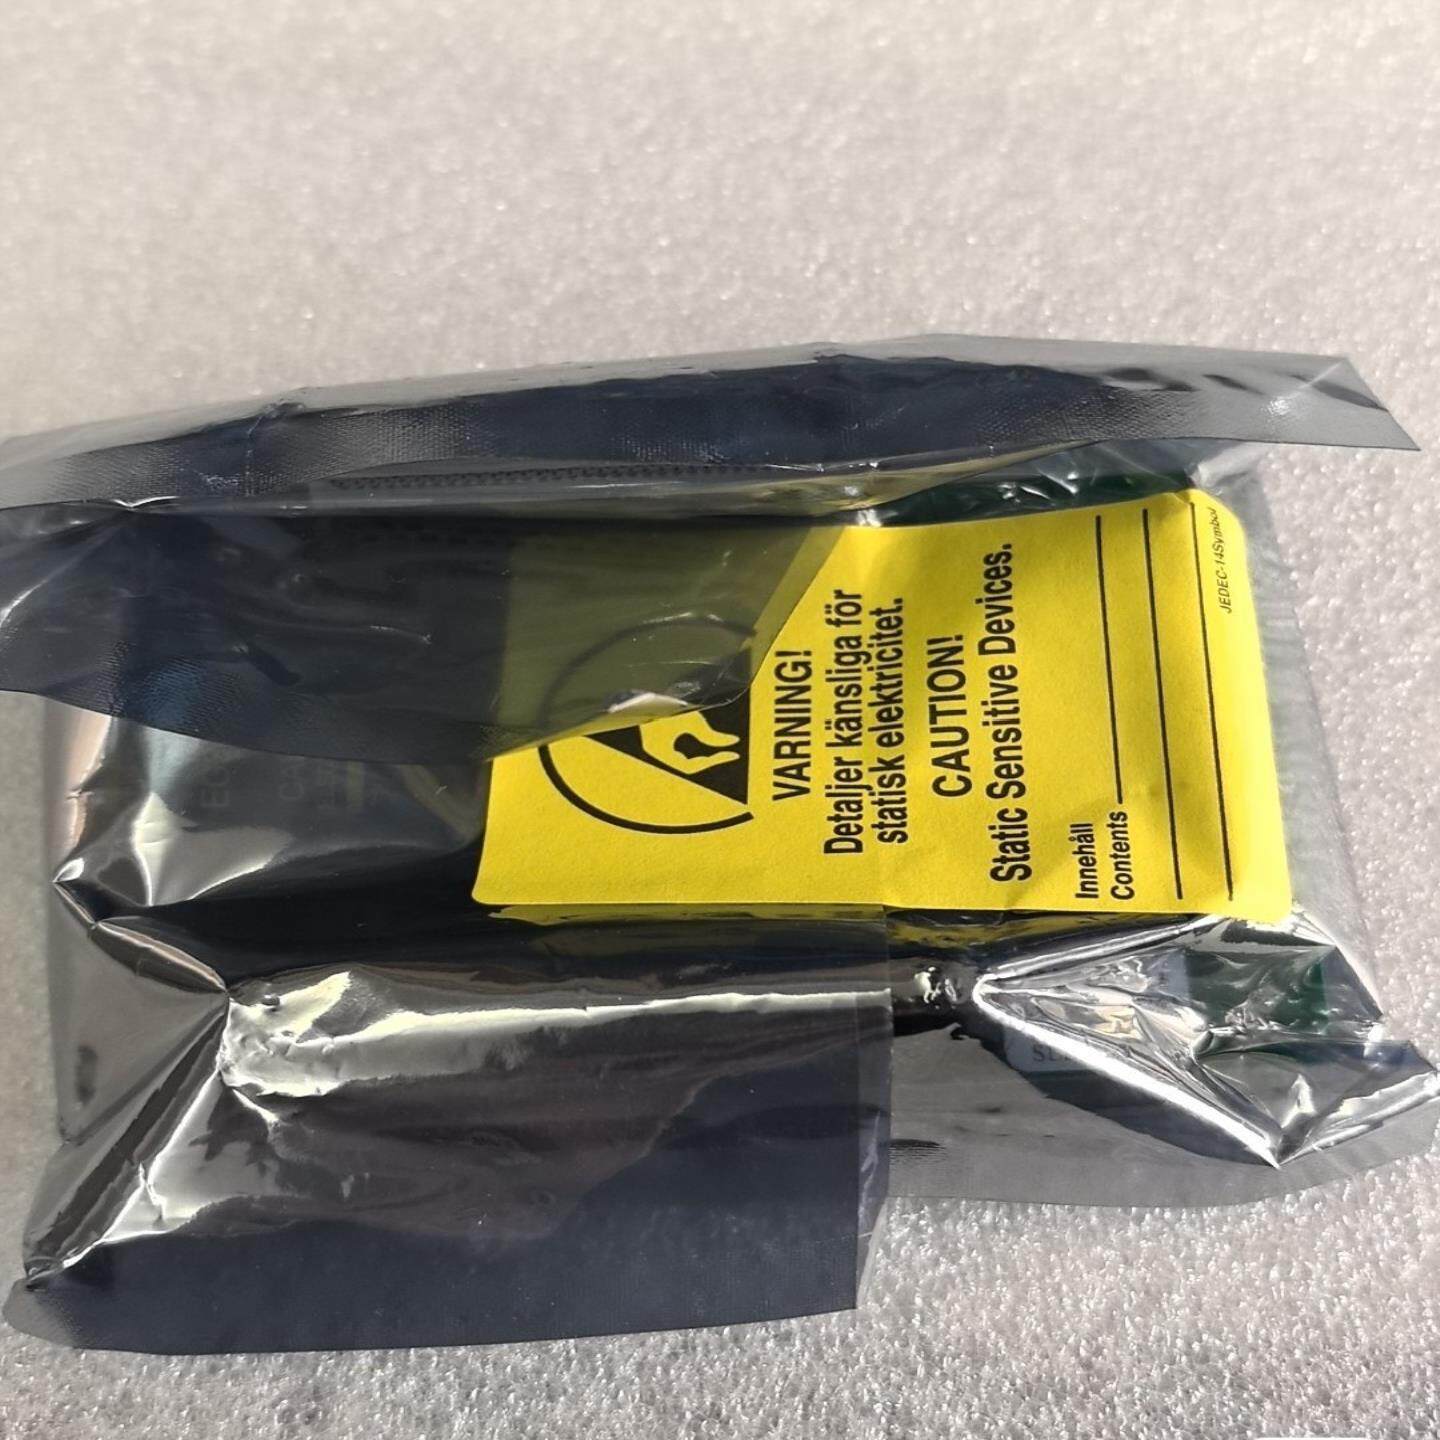 VARNING!
Detaljer känsliga för
statisk elektricitet.
CAUTION!
Static Sensitive Devices.
Innehåll
Contents
JEDEC-14Symbol